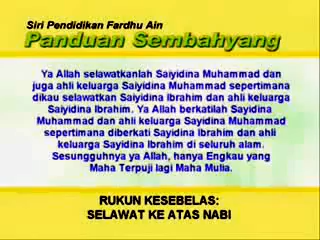 Siri Pendidikan Fardhu Ain
Panduan Sembahyang
Ya Allah selawatkanlah Saiyidina Muhammad dan
juga ahli keluarga Saiyidina Muhammad sepertimana
dikau selawatkan Saiyidina Ibrahim dan ahli keluarga
Saiyidina Ibrahim. Ya Allah berkatilah Sayidina
Muhammad dan ahli keluarga Sayidina Muhammad
sepertimana diberkati Sayidina Ibrahim dan ahli
keluarga Sayidina Ibrahim di seluruh alam.
Sesungguhnya ya Allah, hanya Engkau yang
Maha Terpuji lagi Maha Mulia.
RUKUN KESEBELAS:
SELAWAT KE ATAS NABI